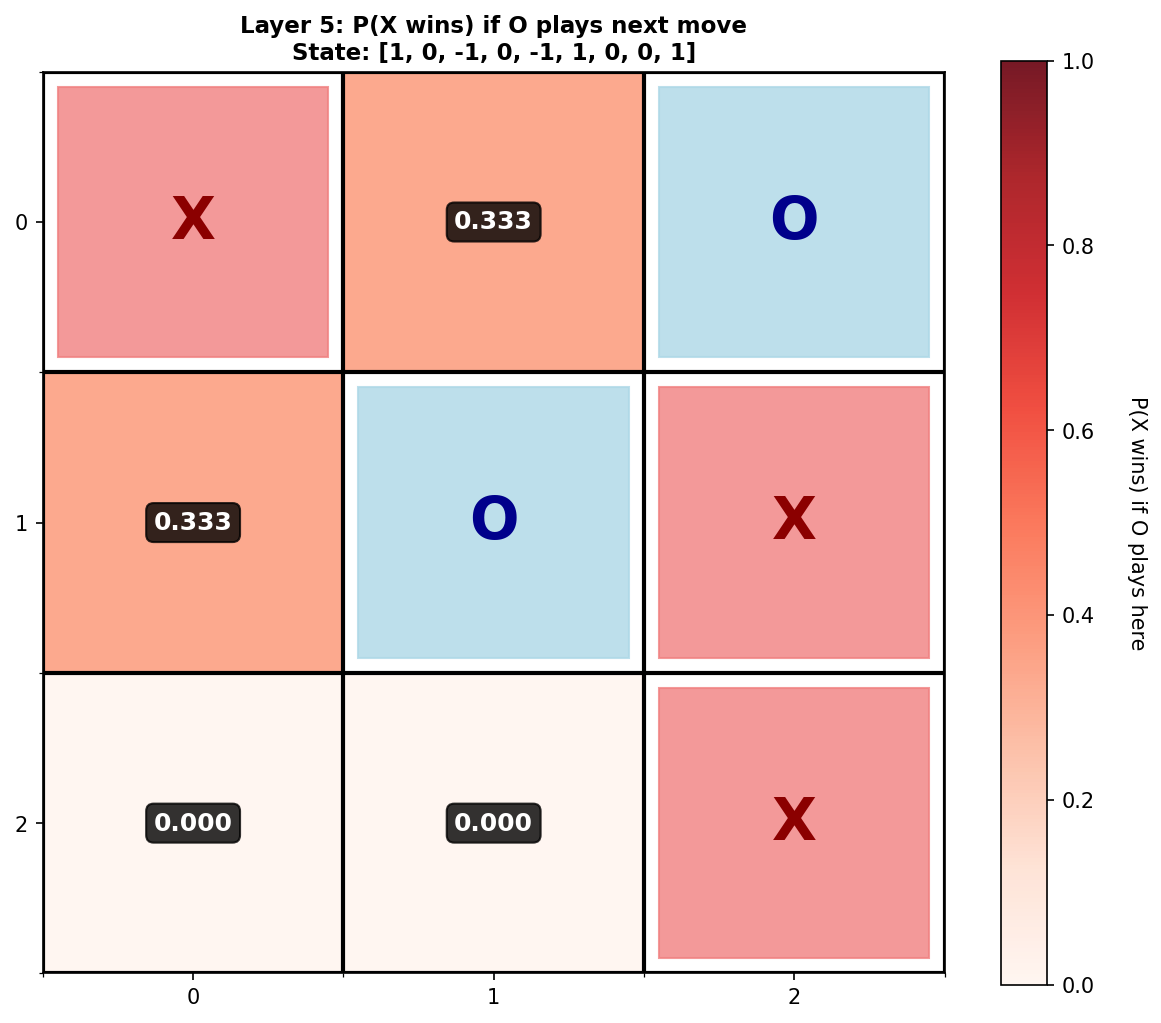 Layer 5: P(X wins) if O plays next move
State: [1, 0, -1, 0, -1, 1, 0, 0, 1]
0
X
0.333
O
1
0.333
O
X
2
0.000
0.000
X
0
1
2
1.0
0.8
0.6
0.4
0.2
0.0
P(X wins) if O plays here